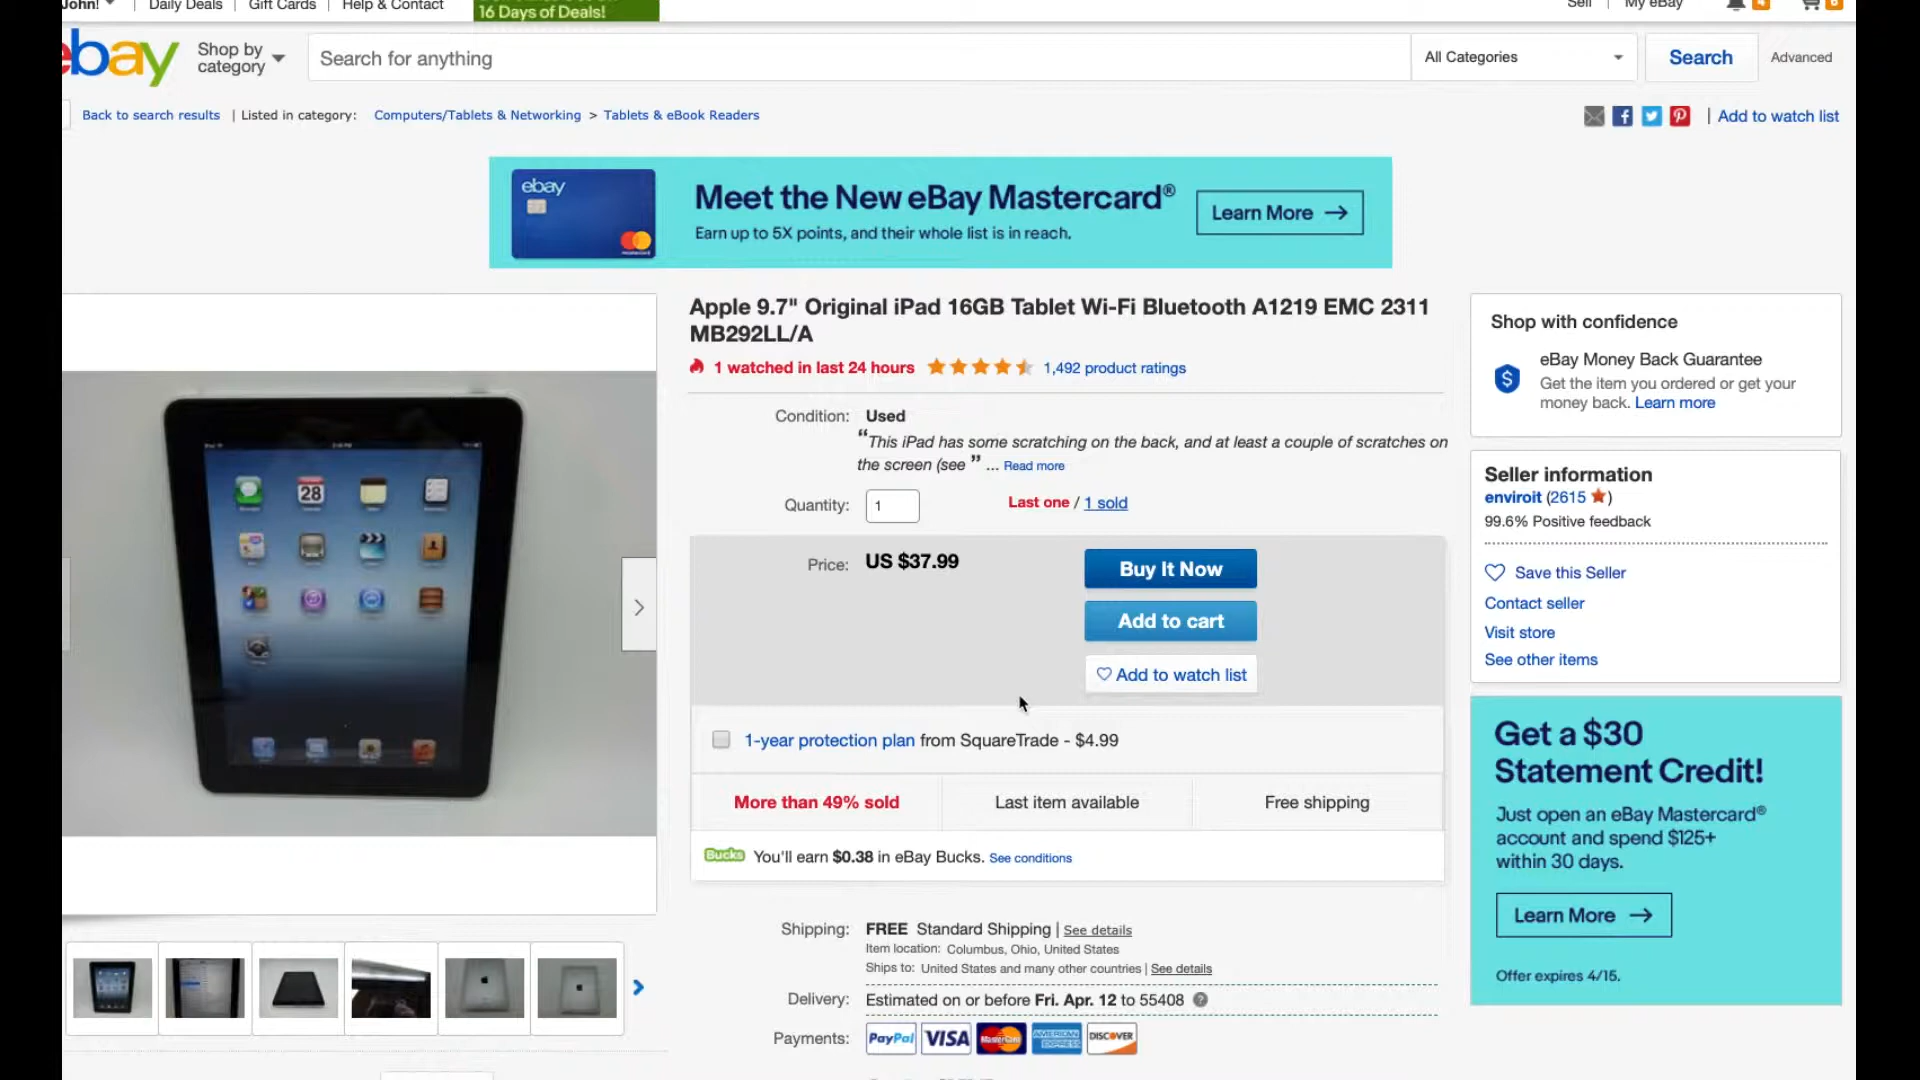 John!
Daily Deals
Gift Cards
Help & Contact
16 Days of Deals!
Sell
My eBay
4
6
ebay
Shop by
category
Search for anything
All Categories
Search
Advanced
Back to search results | Listed in category: Computers/Tablets & Networking > Tablets & eBook Readers
| Add to watch list
ebay
Meet the New eBay Mastercard®
Earn up to 5X points, and their whole list is in reach.
Learn More →
Apple 9.7" Original iPad 16GB Tablet Wi-Fi Bluetooth A1219 EMC 2311
MB292LL/A
1 watched in last 24 hours
1,492 product ratings
Condition: Used
“This iPad has some scratching on the back, and at least a couple of scratches on
the screen (see ” ... Read more
Quantity: 1
Last one / 1 sold
Price: US $37.99
Buy It Now
Add to cart
Add to watch list
1-year protection plan from SquareTrade - $4.99
More than 49% sold
Last item available
Free shipping
Bucks You'll earn $0.38 in eBay Bucks. See conditions
Shipping: FREE Standard Shipping | See details
Item location: Columbus, Ohio, United States
Ships to: United States and many other countries | See details
Delivery: Estimated on or before Fri. Apr. 12 to 55408
Payments: PayPal VISA MasterCard AMERICAN EXPRESS DISCOVER
Shop with confidence
eBay Money Back Guarantee
Get the item you ordered or get your
money back. Learn more
Seller information
enviroit (2615)
99.6% Positive feedback
Save this Seller
Contact seller
Visit store
See other items
Get a $30
Statement Credit!
Just open an eBay Mastercard®
account and spend $125+
within 30 days.
Learn More →
Offer expires 4/15.
28